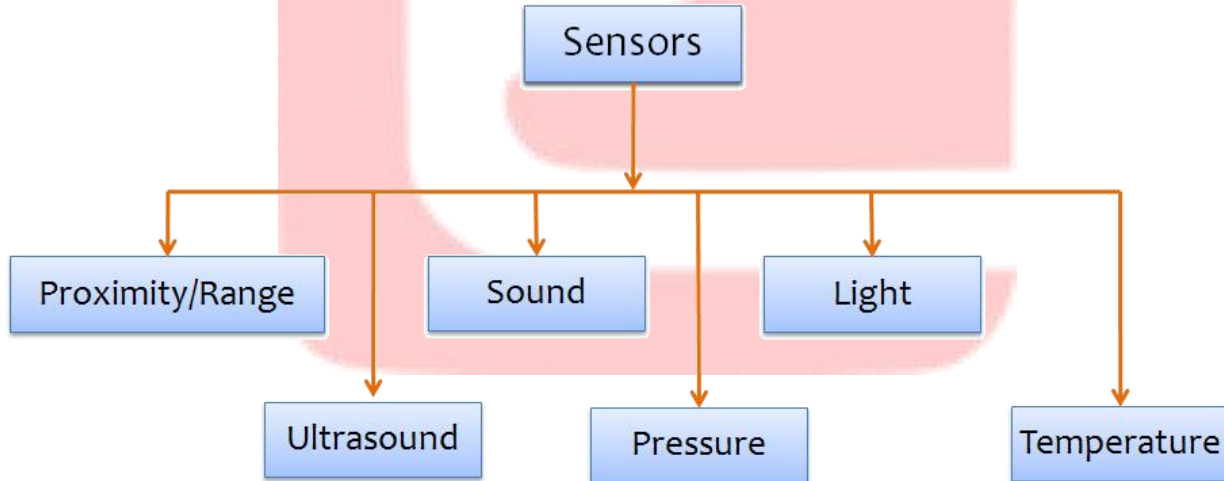 Sensors
Proximity/Range
Sound
Light
Ultrasound
Pressure
Temperature